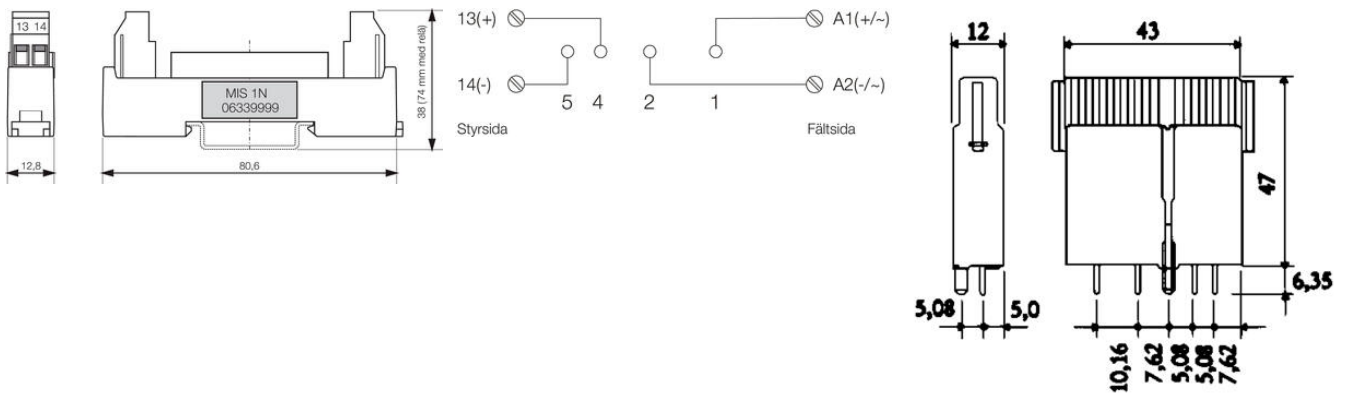 13 14
MIS 1N
06339999
12,8
80,6
38 (74 mm med relä)
13(+)
14(-)
5 4 2 1
A1(+/~)
A2(-/~)
Styrsida
Fältsida
12
43
47
6,35
5,08
5,0
10,16
7,62
5,08
5,08
7,62